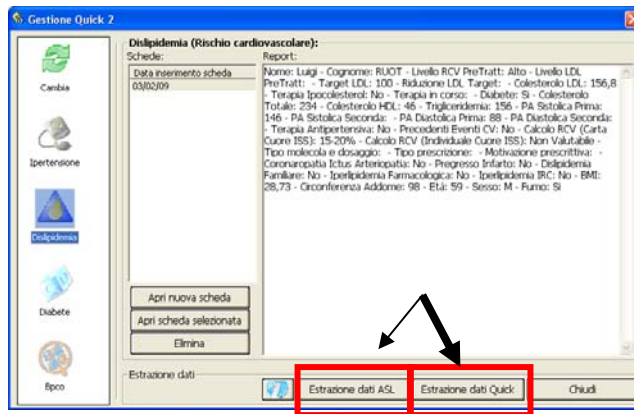 Gestione Quick 2
Dislipidemia (Rischio cardiovascolare):
Schede:
Report:
Data inserimento scheda
03/02/09
Nome: Luigi - Cognome: RUOT - Livello RCV PreTratt: Alto - Livello LDL
PreTratt:  - Target LDL: 100 - Riduzione LDL Target:  - Colesterolo LDL: 156,8
- Terapia Ipocolesterol: No - Terapia in corso:  - Diabete: Si - Colesterolo
Totale: 234 - Colesterolo HDL: 46 - Trigliceridemia: 156 - PA Sistolica Prima:
146 - PA Sistolica Seconda:  - PA Diastolica Prima: 88 - PA Diastolica Seconda:
- Terapia Antipertensiva: No - Precedenti Eventi CV: No - Calcolo RCV (Carta
Cuore ISS): 15-20% - Calcolo RCV (Individuale Cuore ISS): Non Valutabile -
Tipo molecola e dosaggio:  - Tipo prescrizione:  - Motivazione prescrittiva:  -
Coronaropatia Ictus Arteriopatia: No - Pregresso Infarto: No - Dislipidemia
Familiare: No - Iperlipidemia Farmacologica: No - Iperlipidemia IRC: No - BMI:
28,73 - Circonferenza Addome: 98 - Età: 59 - Sesso: M - Fumo: Si
Cambia
Ipertensione
Dislipidemia
Diabete
Bpco
Apri nuova scheda
Apri scheda selezionata
Elimina
Estrazione dati
Estrazione dati ASL
Estrazione dati Quick
Chiudi